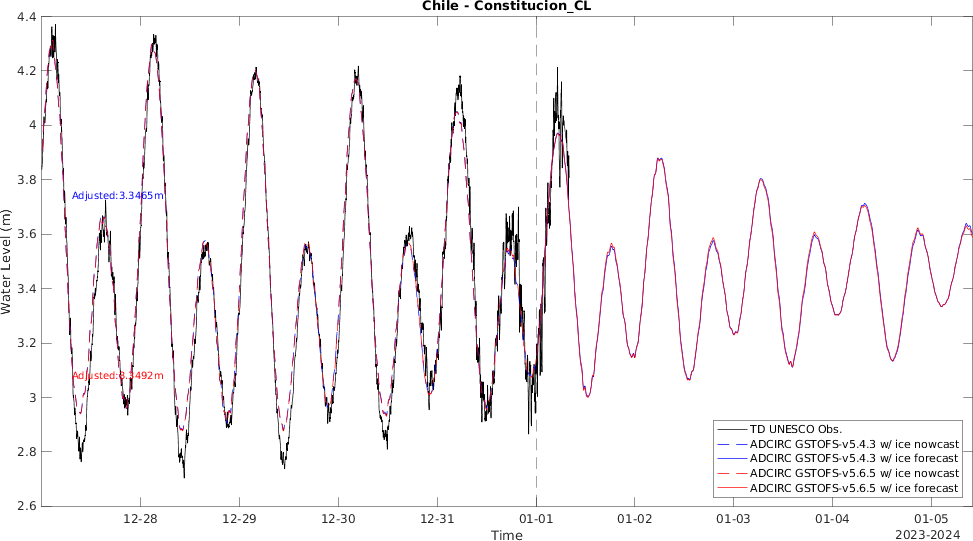 Chile - Constitucion_CL
4.4
4.2
4
3.8
3.6
3.4
3.2
3
2.8
2.6
Water Level (m)
Adjusted:3.3465m
Adjusted:3.3492m
TD UNESCO Obs.
ADCIRC GSTOFS-v5.4.3 w/ ice nowcast
ADCIRC GSTOFS-v5.4.3 w/ ice forecast
ADCIRC GSTOFS-v5.6.5 w/ ice nowcast
ADCIRC GSTOFS-v5.6.5 w/ ice forecast
12-28 12-29 12-30 12-31 01-01 01-02 01-03 01-04 01-05
Time
2023-2024